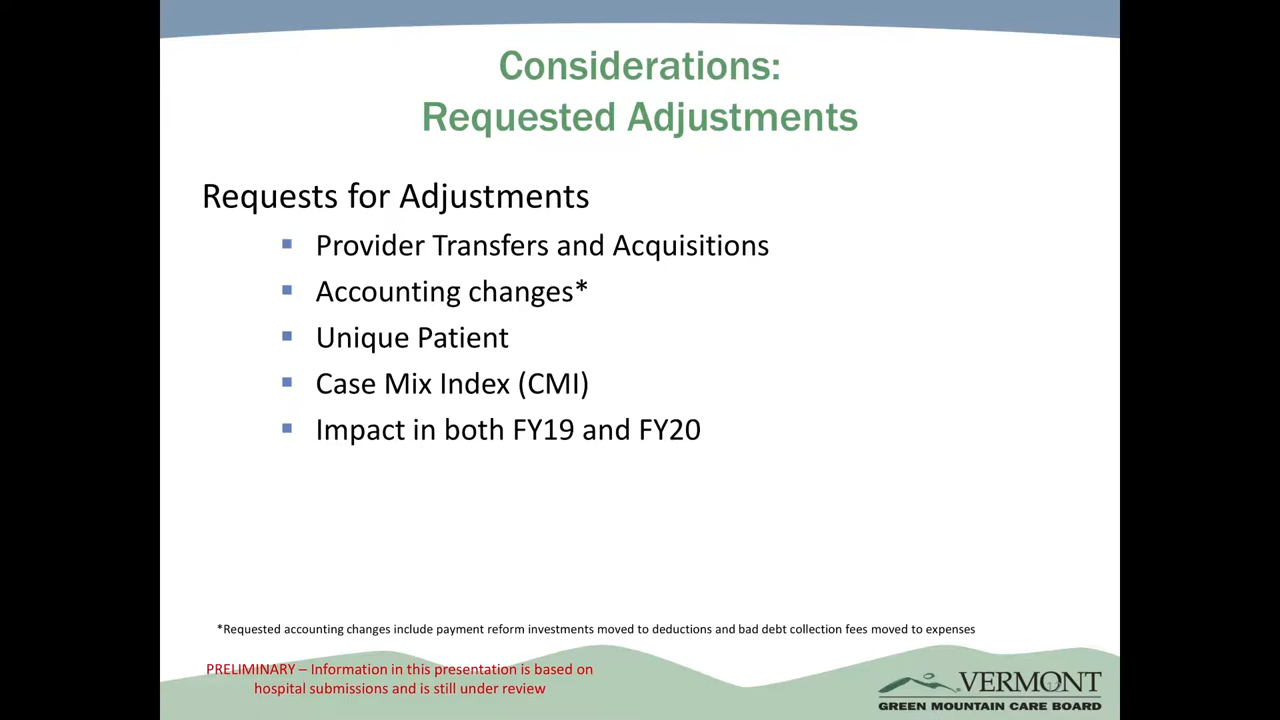 Considerations:
Requested Adjustments
Requests for Adjustments
▪ Provider Transfers and Acquisitions
▪ Accounting changes*
▪ Unique Patient
▪ Case Mix Index (CMI)
▪ Impact in both FY19 and FY20
*Requested accounting changes include payment reform investments moved to deductions and bad debt collection fees moved to expenses
PRELIMINARY – Information in this presentation is based on
hospital submissions and is still under review
VERMONT
GREEN MOUNTAIN CARE BOARD